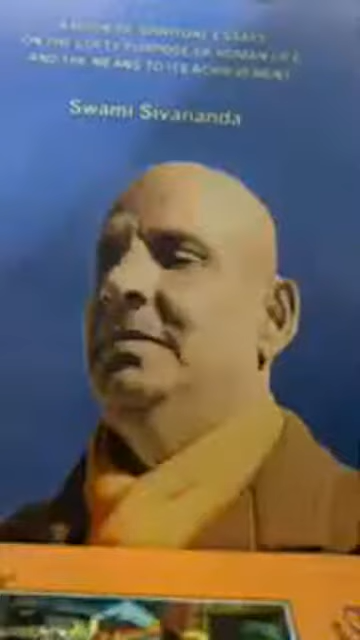 A BOOK OF SPIRITUAL ESSAYS
ON THE LOFTY PURPOSE OF HUMAN LIFE
AND THE MEANS TO ITS ACHIEVEMENT
Swami Sivananda